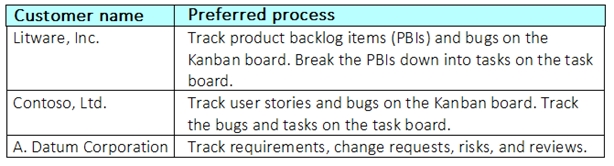 Customer name Preferred process
Litware, Inc. Track product backlog items (PBIs) and bugs on the
Kanban board. Break the PBIs down into tasks on the task
board.
Contoso, Ltd. Track user stories and bugs on the Kanban board. Track
the bugs and tasks on the task board.
A. Datum Corporation Track requirements, change requests, risks, and reviews.